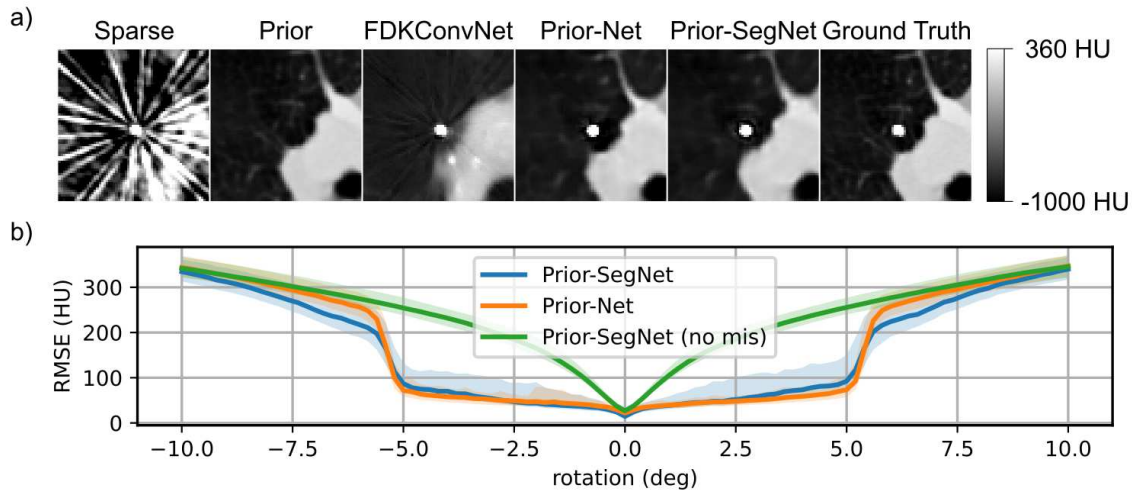 a)
Sparse Prior FDKConvNet Prior-Net Prior-SegNet Ground Truth
360 HU
-1000 HU
b)
Prior-SegNet
Prior-Net
Prior-SegNet (no mis)
RMSE (HU)
300
200
100
0
−10.0 −7.5 −5.0 −2.5 0.0 2.5 5.0 7.5 10.0
rotation (deg)